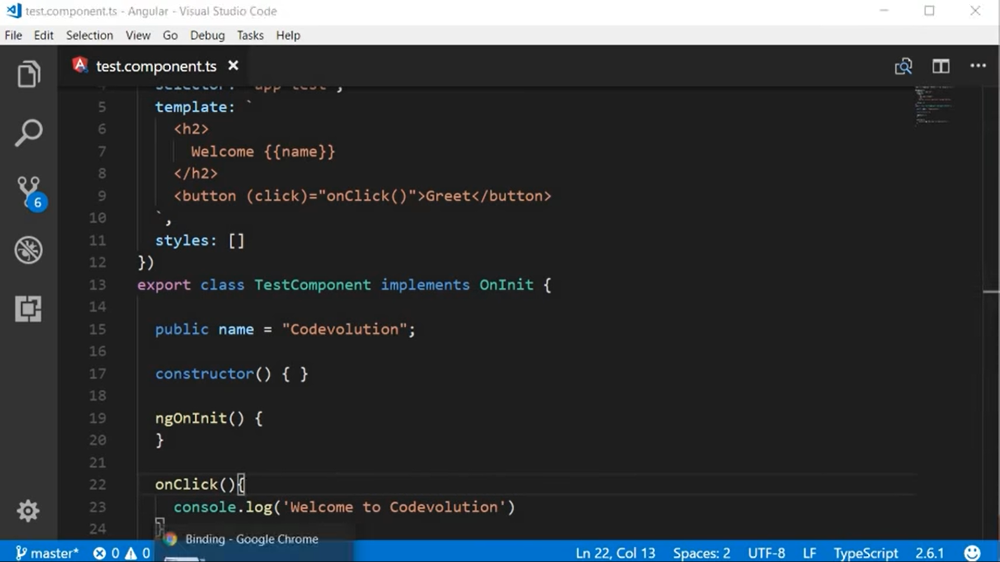 test.component.ts - Angular - Visual Studio Code
File Edit Selection View Go Debug Tasks Help
test.component.ts
4 selector: 'app-test',
5 template: `
6 <h2>
7 Welcome {{name}}
8 </h2>
9 <button (click)="onClick()">Greet</button>
10 `,
11 styles: []
12 })
13 export class TestComponent implements OnInit {
14
15 public name = "Codevolution";
16
17 constructor() { }
18
19 ngOnInit() {
20 }
21
22 onClick(){
23 console.log('Welcome to Codevolution')
24 }
6
Binding - Google Chrome
master* 0 0 Ln 22, Col 13 Spaces: 2 UTF-8 LF TypeScript 2.6.1